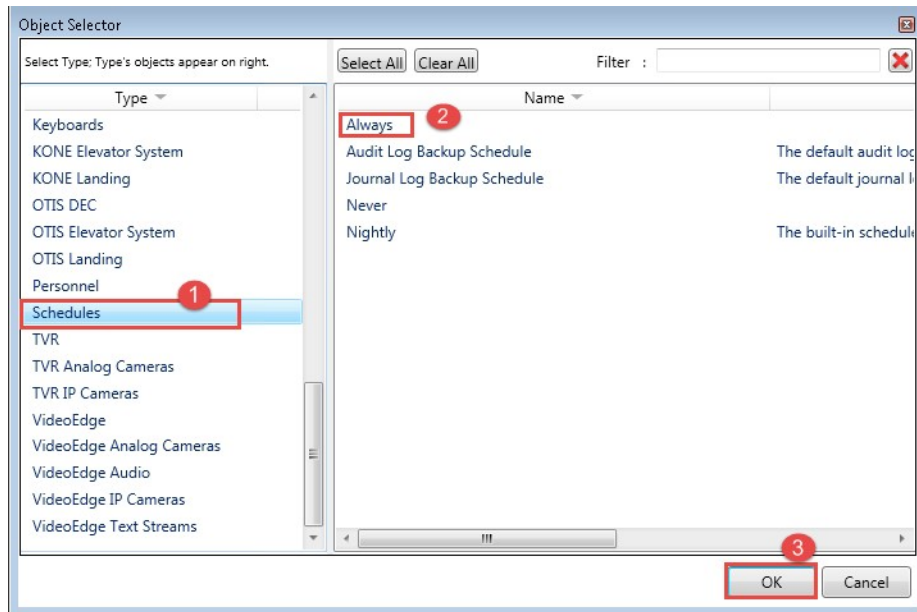 Object Selector
Select Type; Type's objects appear on right.
Select All Clear All Filter :
Type
Keyboards
KONE Elevator System
KONE Landing
OTIS DEC
OTIS Elevator System
OTIS Landing
Personnel
1
Schedules
TVR
TVR Analog Cameras
TVR IP Cameras
VideoEdge
VideoEdge Analog Cameras
VideoEdge Audio
VideoEdge IP Cameras
VideoEdge Text Streams
Name
2
Always
Audit Log Backup Schedule The default audit log
Journal Log Backup Schedule The default journal
Never
Nightly The built-in
3
OK Cancel